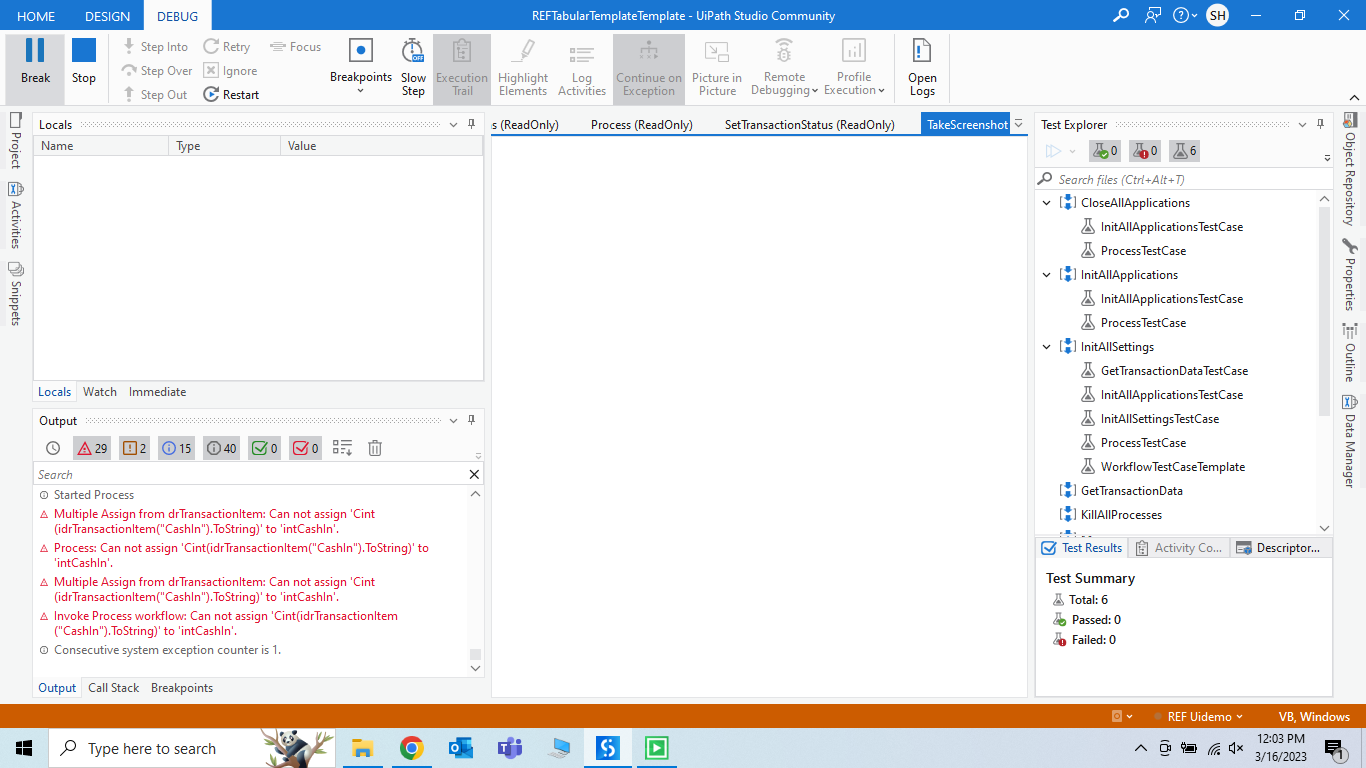 HOME
DESIGN
DEBUG
REFTabularTemplateTemplate - UiPath Studio Community
SH
Break
Stop
Step Into
Step Over
Step Out
Retry
Ignore
Restart
Focus
Breakpoints
Slow
Step
OFF
Execution
Trail
Highlight
Elements
Log
Activities
Continue on
Exception
Picture in
Picture
Remote
Debugging
Profile
Execution
Open
Logs
Project
Activities
Snippets
Locals
Name
Type
Value
Locals
Watch
Immediate
Output
29
2
15
40
0
0
Search
Started Process
Multiple Assign from drTransactionItem: Can not assign 'Cint
(idrTransactionItem("CashIn").ToString)' to 'intCashIn'.
Process: Can not assign 'Cint(idrTransactionItem("CashIn").ToString)' to
'intCashIn'.
Multiple Assign from drTransactionItem: Can not assign 'Cint
(idrTransactionItem("CashIn").ToString)' to 'intCashIn'.
Invoke Process workflow: Can not assign 'Cint(idrTransactionItem
("CashIn").ToString)' to 'intCashIn'.
Consecutive system exception counter is 1.
Output
Call Stack
Breakpoints
s (ReadOnly)
Process (ReadOnly)
SetTransactionStatus (ReadOnly)
TakeScreenshot
Test Explorer
0
0
6
Search files (Ctrl+Alt+T)
CloseAllApplications
InitAllApplicationsTestCase
ProcessTestCase
InitAllApplications
InitAllApplicationsTestCase
ProcessTestCase
InitAllSettings
GetTransactionDataTestCase
InitAllApplicationsTestCase
InitAllSettingsTestCase
ProcessTestCase
WorkflowTestCaseTemplate
GetTransactionData
KillAllProcesses
Test Results
Activity Co...
Descriptor...
Test Summary
Total: 6
Passed: 0
Failed: 0
Object Repository
Properties
Outline
Data Manager
REF Uidemo
VB, Windows
Type here to search
12:03 PM
3/16/2023
1